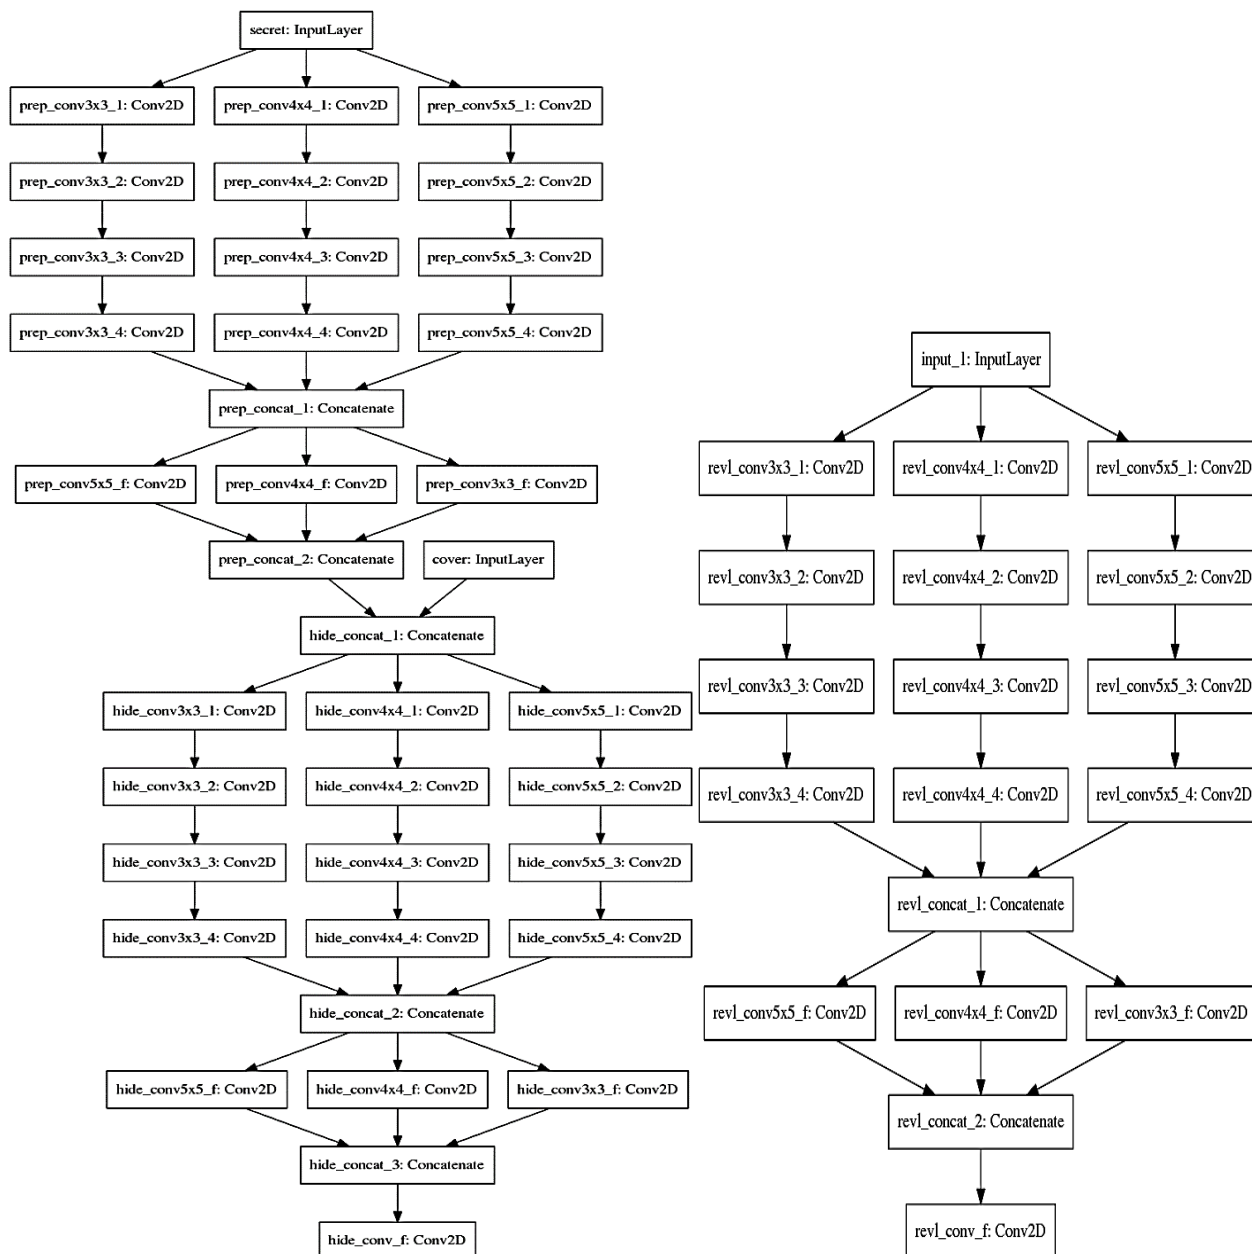 secret: InputLayer
prep_conv3x3_1: Conv2D
prep_conv4x4_1: Conv2D
prep_conv5x5_1: Conv2D
prep_conv3x3_2: Conv2D
prep_conv4x4_2: Conv2D
prep_conv5x5_2: Conv2D
prep_conv3x3_3: Conv2D
prep_conv4x4_3: Conv2D
prep_conv5x5_3: Conv2D
prep_conv3x3_4: Conv2D
prep_conv4x4_4: Conv2D
prep_conv5x5_4: Conv2D
prep_concat_1: Concatenate
prep_conv5x5_f: Conv2D
prep_conv4x4_f: Conv2D
prep_conv3x3_f: Conv2D
prep_concat_2: Concatenate
cover: InputLayer
hide_concat_1: Concatenate
hide_conv3x3_1: Conv2D
hide_conv4x4_1: Conv2D
hide_conv5x5_1: Conv2D
hide_conv3x3_2: Conv2D
hide_conv4x4_2: Conv2D
hide_conv5x5_2: Conv2D
hide_conv3x3_3: Conv2D
hide_conv4x4_3: Conv2D
hide_conv5x5_3: Conv2D
hide_conv3x3_4: Conv2D
hide_conv4x4_4: Conv2D
hide_conv5x5_4: Conv2D
hide_concat_2: Concatenate
hide_conv5x5_f: Conv2D
hide_conv4x4_f: Conv2D
hide_conv3x3_f: Conv2D
hide_concat_3: Concatenate
hide_conv_f: Conv2D
input_1: InputLayer
revl_conv3x3_1: Conv2D
revl_conv4x4_1: Conv2D
revl_conv5x5_1: Conv2D
revl_conv3x3_2: Conv2D
revl_conv4x4_2: Conv2D
revl_conv5x5_2: Conv2D
revl_conv3x3_3: Conv2D
revl_conv4x4_3: Conv2D
revl_conv5x5_3: Conv2D
revl_conv3x3_4: Conv2D
revl_conv4x4_4: Conv2D
revl_conv5x5_4: Conv2D
revl_concat_1: Concatenate
revl_conv5x5_f: Conv2D
revl_conv4x4_f: Conv2D
revl_conv3x3_f: Conv2D
revl_concat_2: Concatenate
revl_conv_f: Conv2D